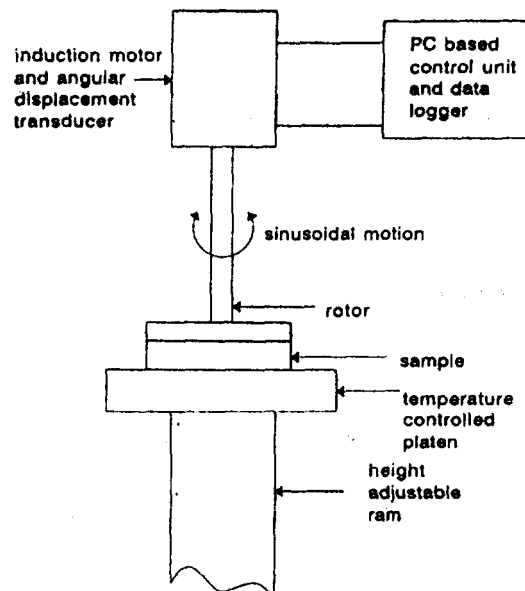 induction motor
and angular
displacement
transducer
PC based
control unit
and data
logger
sinusoidal motion
rotor
sample
temperature
controlled
platen
height
adjustable
ram